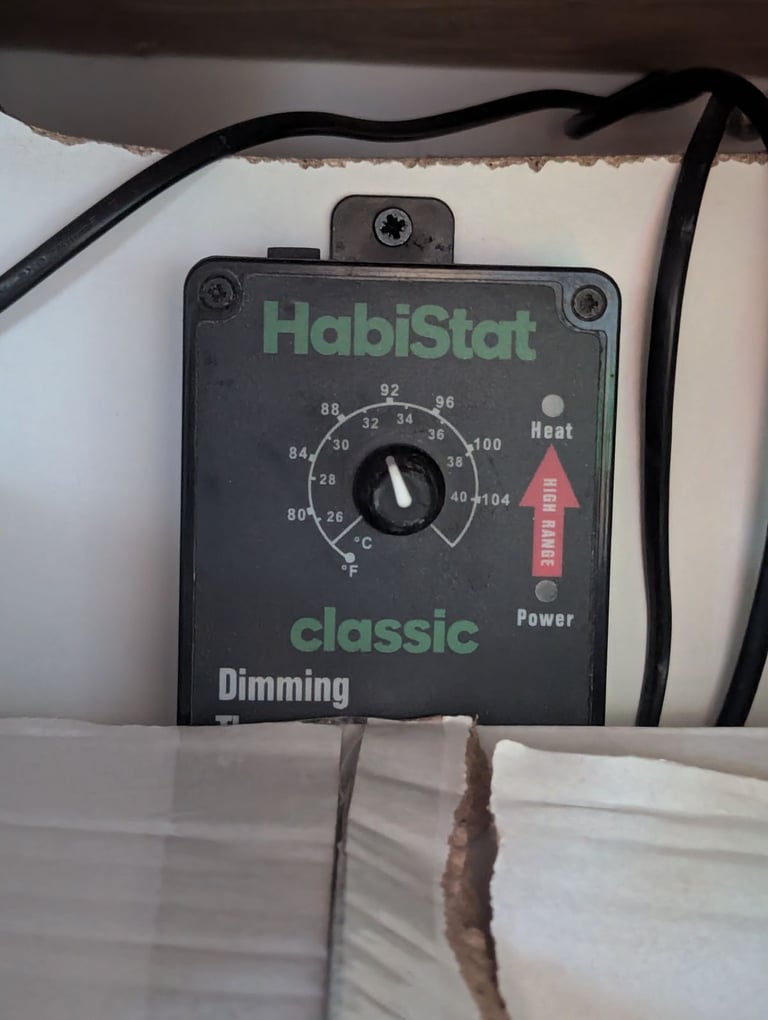 HabiStat
92
88 96
32 34
30 36
84 100
28 38
40 104
80 26
°C
°F
Heat
HIGH RANGE
Power
classic
Dimming